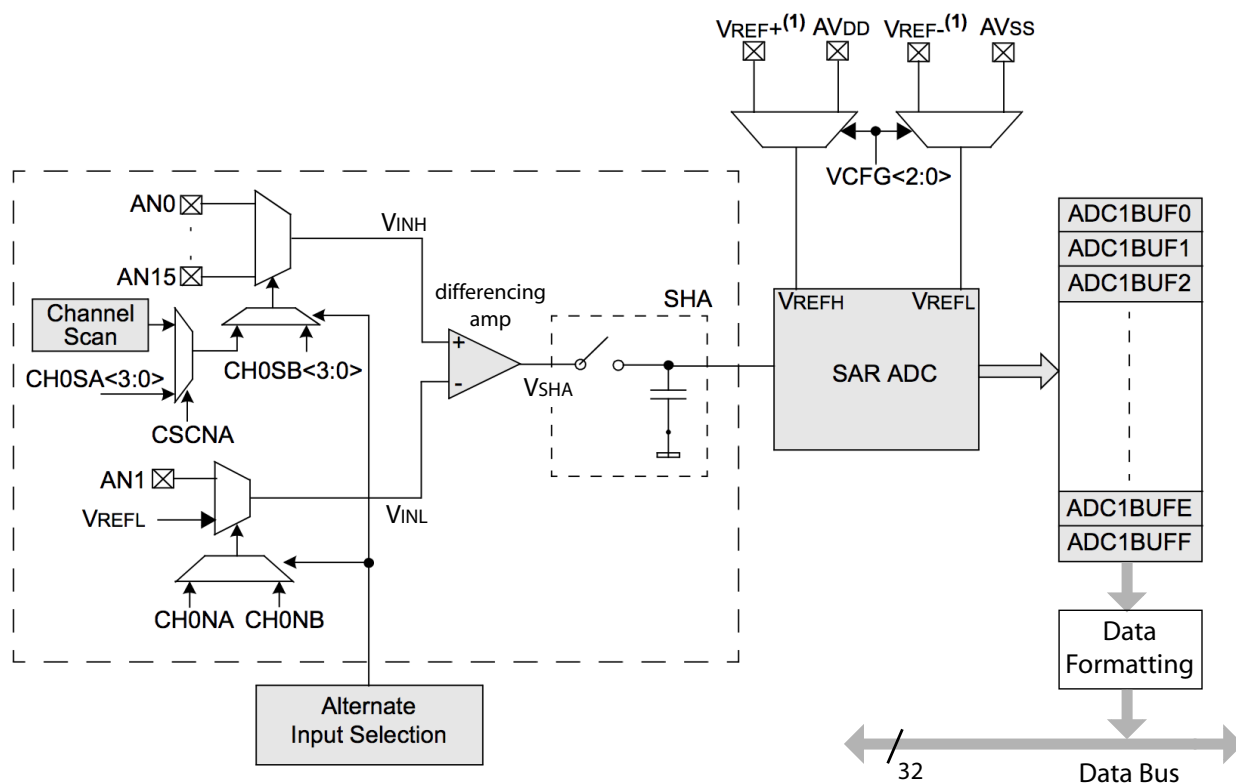 VREF+(1) AVDD VREF-(1) AVSS
VCFG<2:0>
AN0
AN15
VINH
Channel
Scan
CH0SA<3:0>
CH0SB<3:0>
CSCNA
differencing
amp
SHA
+
-
VSHA
AN1
VREFL
VINL
CH0NA CH0NB
Alternate
Input Selection
VREFH VREFL
SAR ADC
ADC1BUF0
ADC1BUF1
ADC1BUF2
ADC1BUFE
ADC1BUFF
Data
Formatting
32
Data Bus